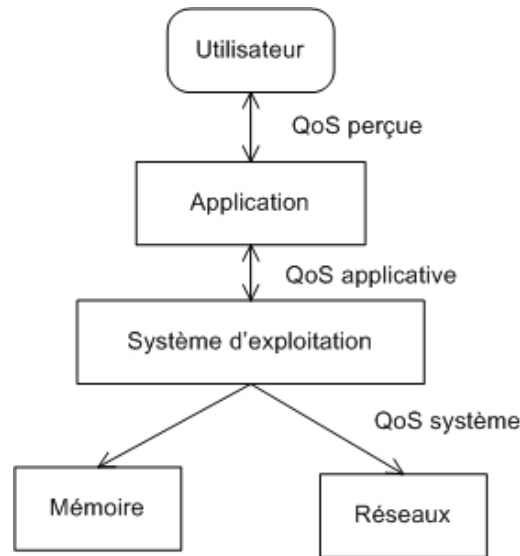 Utilisateur
QoS perçue
Application
QoS applicative
Système d'exploitation
QoS système
Mémoire
Réseaux